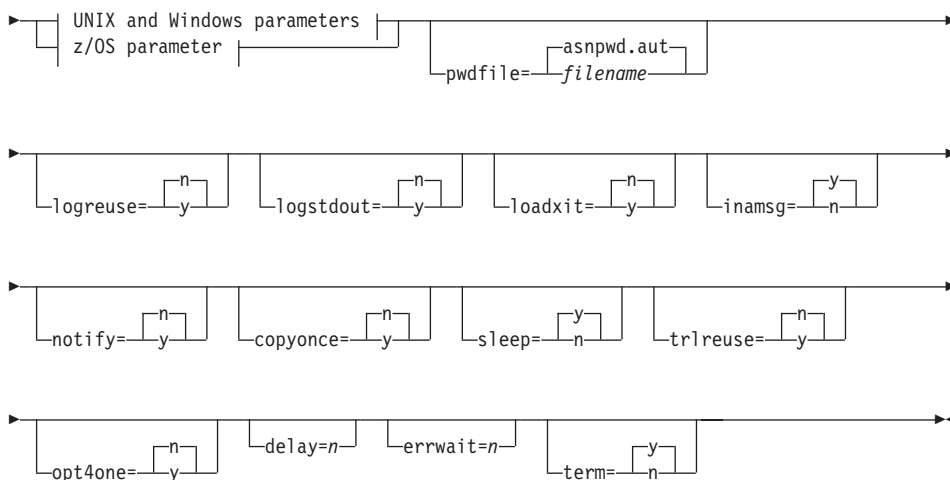 UNIX and Windows parameters
z/OS parameter
asnpwd.aut
pwdfile= filename
n n n y
logreuse= y logstdout= y loadxit= y inamsg= n
n n y n
notify= y copyonce= y sleep= n trlreuse= y
n delay=n errwait=n y
opt4one= y term= n